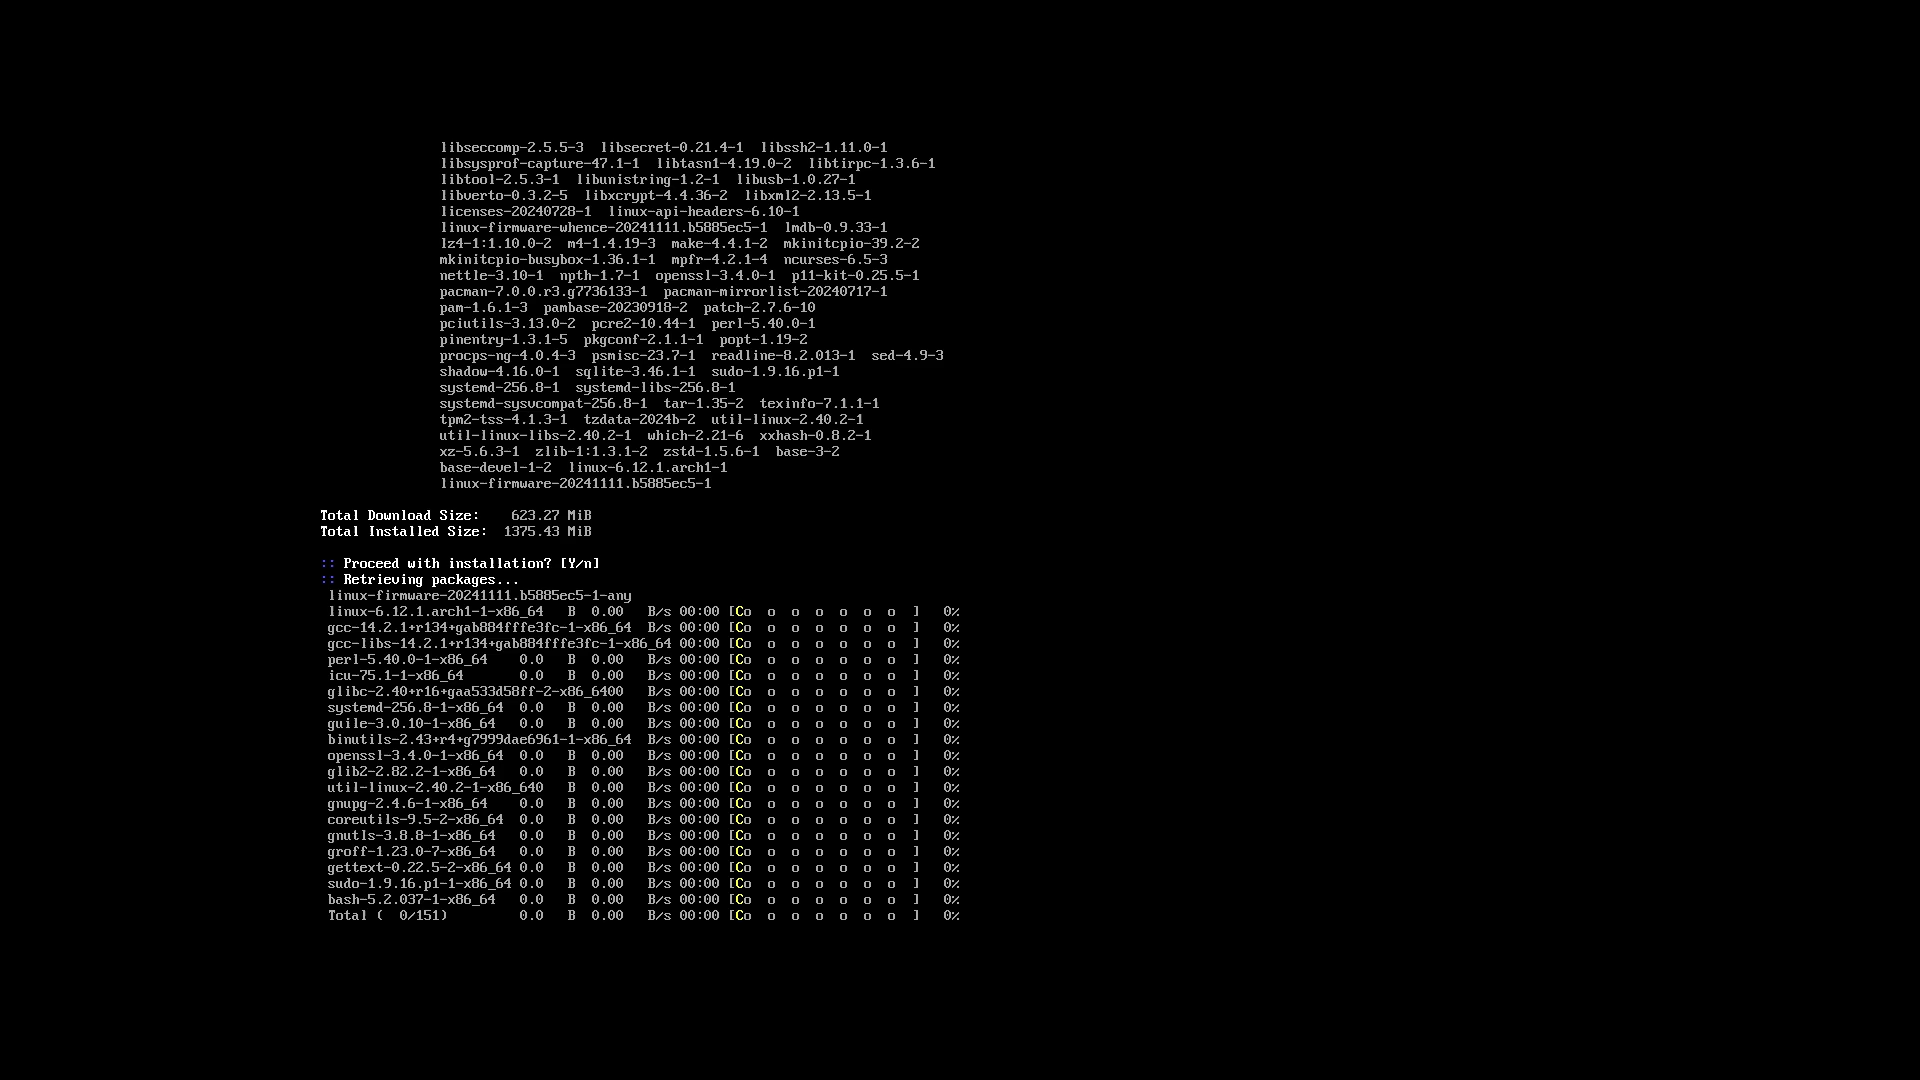 libseccomp-2.5.5-3  libsecret-0.21.4-1  libssh2-1.11.0-1
libsysprof-capture-47.1-1  libtasn1-4.19.0-2  libtirpc-1.3.6-1
libtool-2.5.3-1  libunistring-1.2-1  libusb-1.0.27-1
libverto-0.3.2-5  libxcrypt-4.4.36-2  libxml2-2.13.5-1
licenses-20240728-1  linux-api-headers-6.10-1
linux-firmware-whence-20241111.b5885ec5-1  lmdb-0.9.33-1
lz4-1:1.10.0-2  m4-1.4.19-3  make-4.4.1-2  mkinitcpio-39.2-2
mkinitcpio-busybox-1.36.1-1  mpfr-4.2.1-4  ncurses-6.5-3
nettle-3.10-1  npth-1.7-1  openssl-3.4.0-1  p11-kit-0.25.5-1
pacman-7.0.0.r3.g7736133-1  pacman-mirrorlist-20240717-1
pam-1.6.1-3  pambase-20230918-2  patch-2.7.6-10
pciutils-3.13.0-2  pcre2-10.44-1  perl-5.40.0-1
pinentry-1.3.1-5  pkgconf-2.1.1-1  popt-1.19-2
procps-ng-4.0.4-3  psmisc-23.7-1  readline-8.2.013-1  sed-4.9-3
shadow-4.16.0-1  sqlite-3.46.1-1  sudo-1.9.16.p1-1
systemd-256.8-1  systemd-libs-256.8-1
systemd-sysvcompat-256.8-1  tar-1.35-2  texinfo-7.1.1-1
tpm2-tss-4.1.3-1  tzdata-2024b-2  util-linux-2.40.2-1
util-linux-libs-2.40.2-1  which-2.21-6  xxhash-0.8.2-1
xz-5.6.3-1  zlib-1:1.3.1-2  zstd-1.5.6-1  base-3-2
base-devel-1-2  linux-6.12.1.arch1-1
linux-firmware-20241111.b5885ec5-1
Total Download Size:    623.27 MiB
Total Installed Size:  1375.43 MiB
:: Proceed with installation? [Y/n]
:: Retrieving packages...
linux-firmware-20241111.b5885ec5-1-any
linux-6.12.1.arch1-1-x86_64   B  0.00   B/s 00:00 [Co  o  o  o  o  o  o  ]   0%
gcc-14.2.1+r134+gab884fffe3fc-1-x86_64  B/s 00:00 [Co  o  o  o  o  o  o  ]   0%
gcc-libs-14.2.1+r134+gab884fffe3fc-1-x86_64 00:00 [Co  o  o  o  o  o  o  ]   0%
perl-5.40.0-1-x86_64    0.0   B  0.00   B/s 00:00 [Co  o  o  o  o  o  o  ]   0%
icu-75.1-1-x86_64       0.0   B  0.00   B/s 00:00 [Co  o  o  o  o  o  o  ]   0%
glibc-2.40+r16+gaa533d58ff-2-x86_6400   B/s 00:00 [Co  o  o  o  o  o  o  ]   0%
systemd-256.8-1-x86_64  0.0   B  0.00   B/s 00:00 [Co  o  o  o  o  o  o  ]   0%
guile-3.0.10-1-x86_64   0.0   B  0.00   B/s 00:00 [Co  o  o  o  o  o  o  ]   0%
binutils-2.43+r4+g7999dae6961-1-x86_64  B/s 00:00 [Co  o  o  o  o  o  o  ]   0%
openssl-3.4.0-1-x86_64  0.0   B  0.00   B/s 00:00 [Co  o  o  o  o  o  o  ]   0%
glib2-2.82.2-1-x86_64   0.0   B  0.00   B/s 00:00 [Co  o  o  o  o  o  o  ]   0%
util-linux-2.40.2-1-x86_640   B  0.00   B/s 00:00 [Co  o  o  o  o  o  o  ]   0%
gnupg-2.4.6-1-x86_64    0.0   B  0.00   B/s 00:00 [Co  o  o  o  o  o  o  ]   0%
coreutils-9.5-2-x86_64  0.0   B  0.00   B/s 00:00 [Co  o  o  o  o  o  o  ]   0%
gnutls-3.8.8-1-x86_64   0.0   B  0.00   B/s 00:00 [Co  o  o  o  o  o  o  ]   0%
groff-1.23.0-7-x86_64   0.0   B  0.00   B/s 00:00 [Co  o  o  o  o  o  o  ]   0%
gettext-0.22.5-2-x86_64 0.0   B  0.00   B/s 00:00 [Co  o  o  o  o  o  o  ]   0%
sudo-1.9.16.p1-1-x86_64 0.0   B  0.00   B/s 00:00 [Co  o  o  o  o  o  o  ]   0%
bash-5.2.037-1-x86_64   0.0   B  0.00   B/s 00:00 [Co  o  o  o  o  o  o  ]   0%
Total (  0/151)         0.0   B  0.00   B/s 00:00 [Co  o  o  o  o  o  o  ]   0%